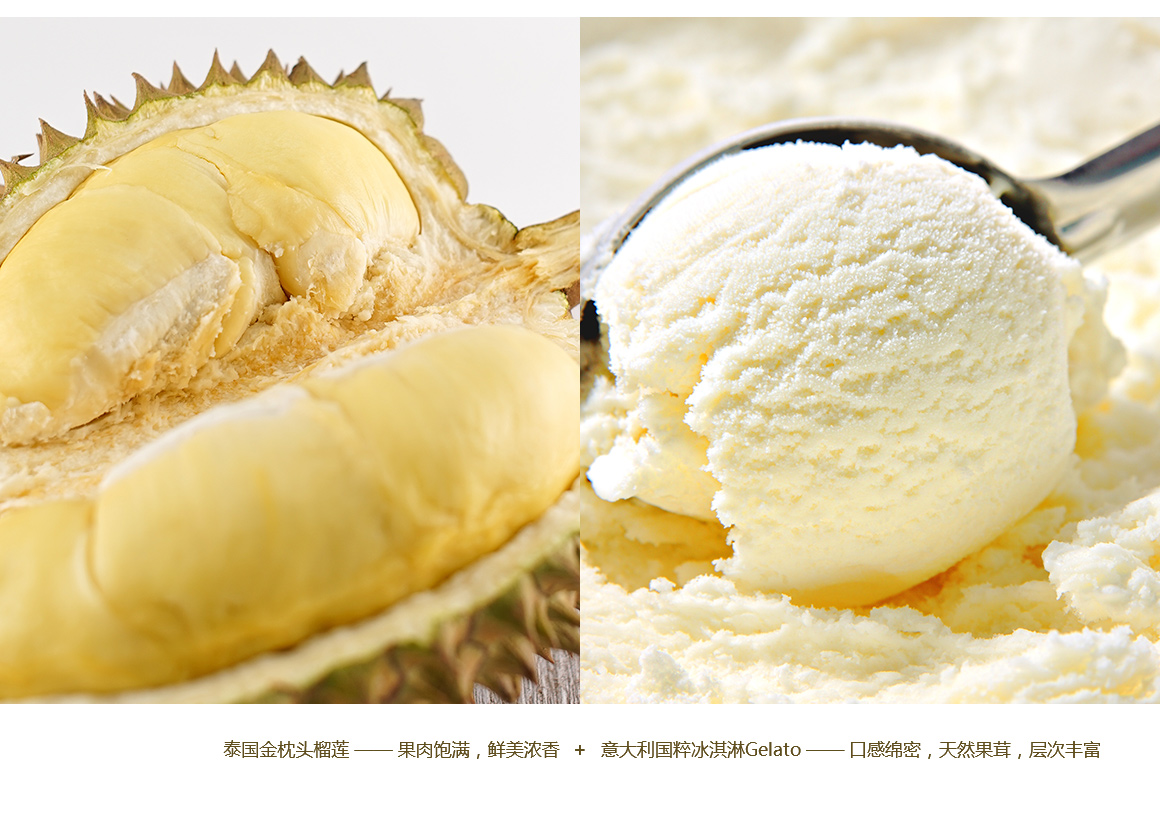 泰国金枕头榴莲 —— 果肉饱满，鲜美浓香 + 意大利国粹冰淇淋Gelato —— 口感绵密，天然果茸，层次丰富